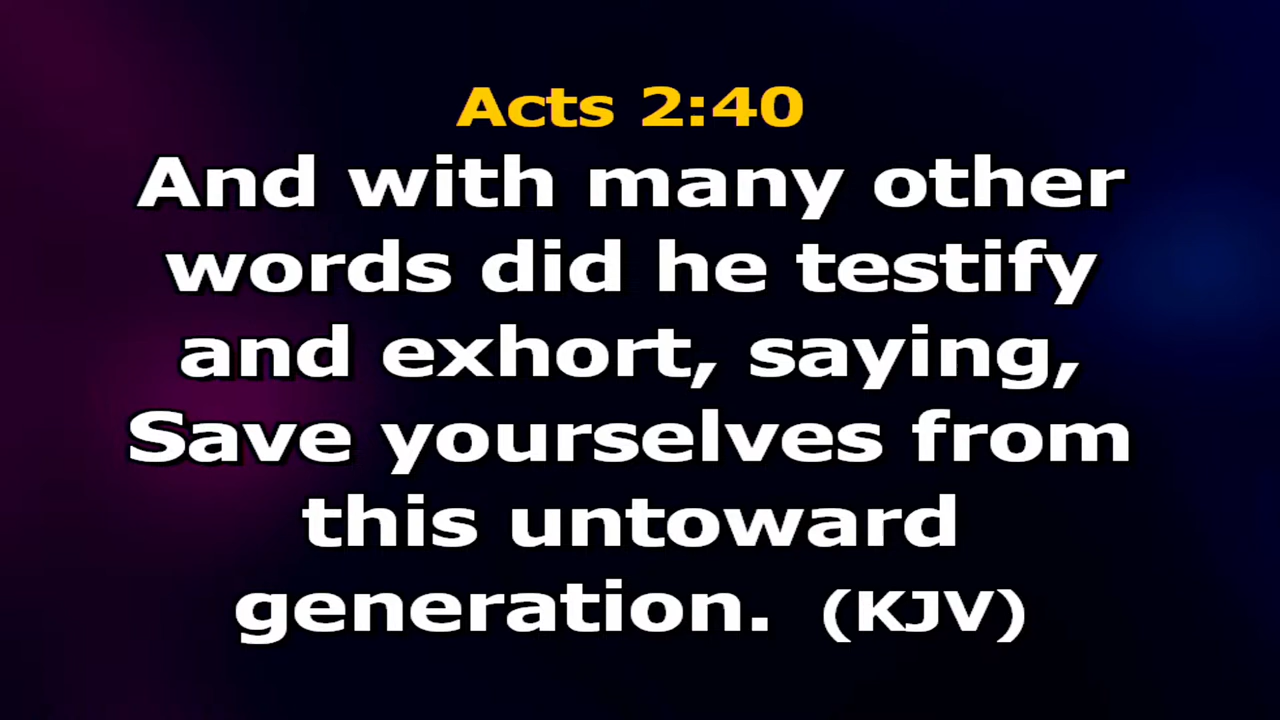 Acts 2:40
And with many other
words did he testify
and exhort, saying,
Save yourselves from
this untoward
generation. (KJV)